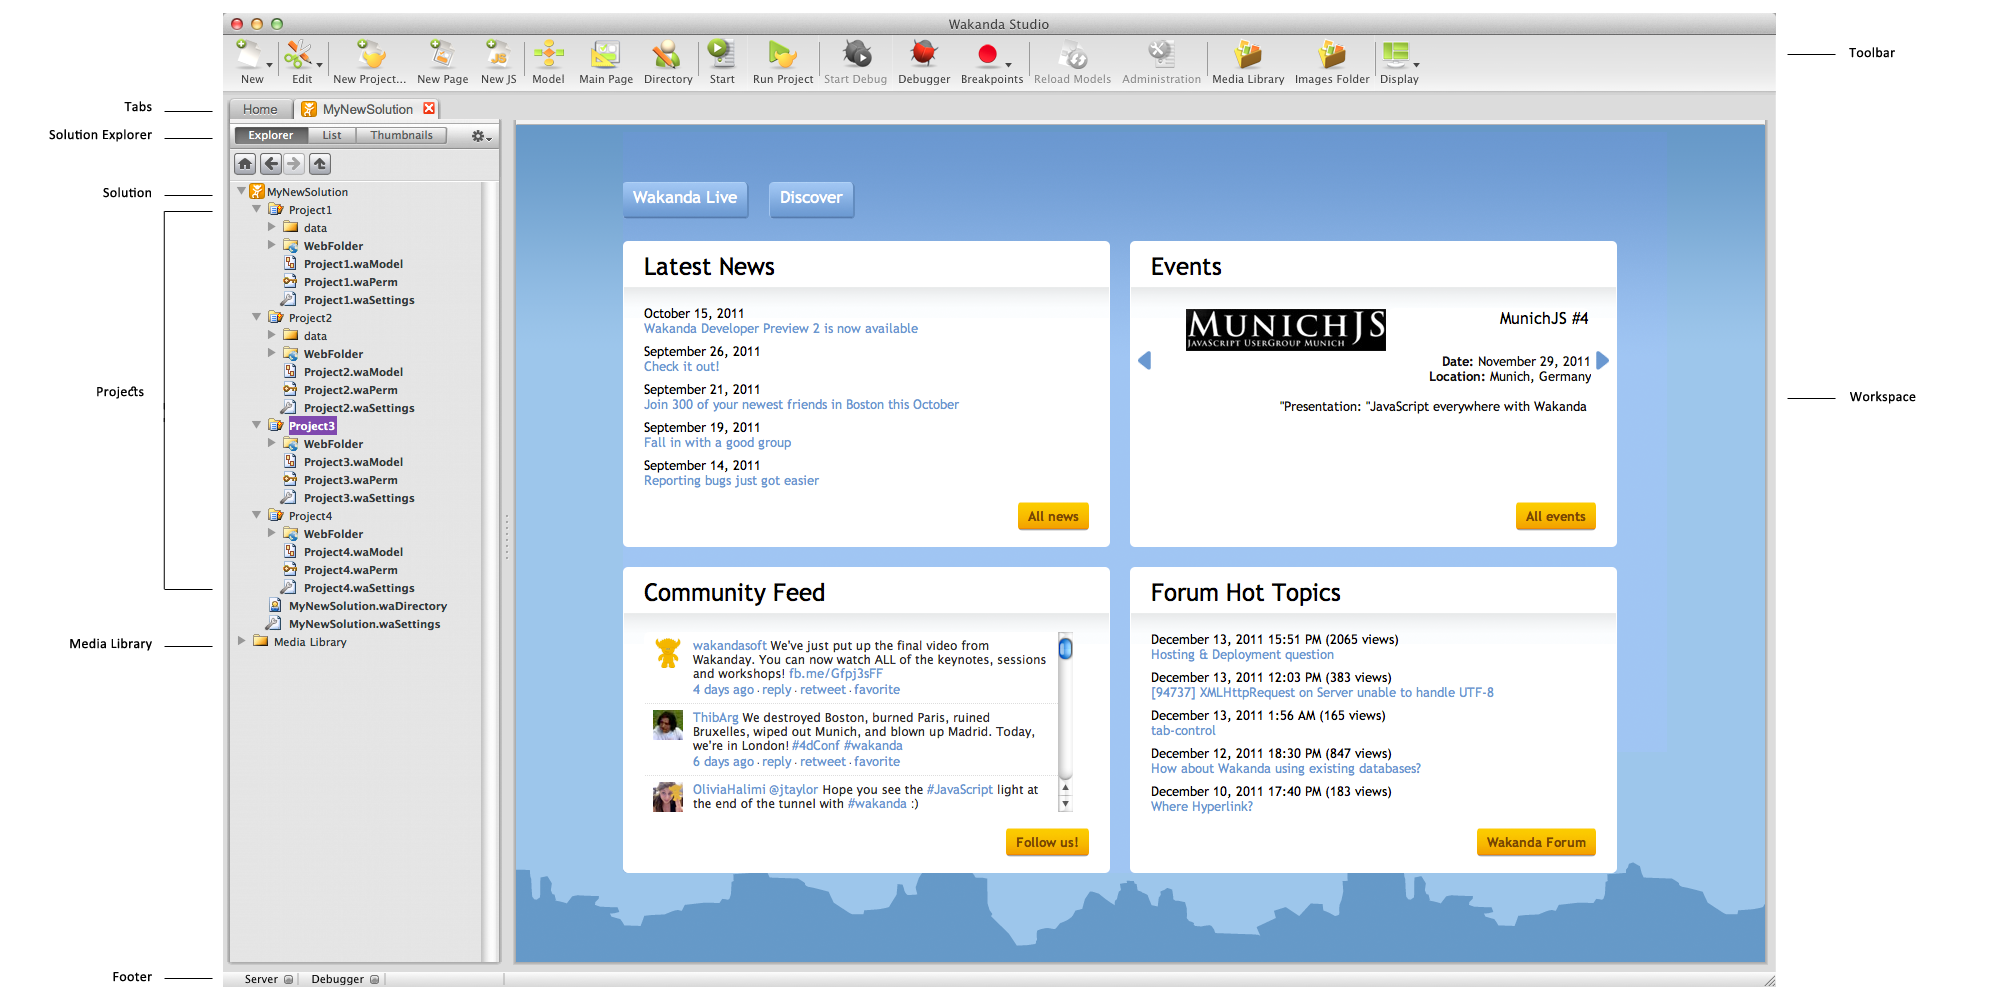 Wakanda Studio
New
Edit
New Project...
New Page
New JS
Model
Main Page
Directory
Start
Run Project
Start Debug
Debugger
Breakpoints
Reload Models
Administration
Media Library
Images Folder
Display
Toolbar
Tabs
Home
MyNewSolution
Solution Explorer
Explorer
List
Thumbnails
Solution
MyNewSolution
Project1
data
WebFolder
Project1.waModel
Project1.waPerm
Project1.waSettings
Project2
data
WebFolder
Project2.waModel
Project2.waPerm
Project2.waSettings
Projects
Project3
WebFolder
Project3.waModel
Project3.waPerm
Project3.waSettings
Project4
WebFolder
Project4.waModel
Project4.waPerm
Project4.waSettings
MyNewSolution.waDirectory
MyNewSolution.waSettings
Media Library
Media Library
Wakanda Live
Discover
Latest News
October 15, 2011
Wakanda Developer Preview 2 is now available
September 26, 2011
Check it out!
September 21, 2011
Join 300 of your newest friends in Boston this October
September 19, 2011
Fall in with a good group
September 14, 2011
Reporting bugs just got easier
All news
Events
MUNICHJS
JAVASCRIPT USERGROUP MUNICH
MunichJS #4
Date: November 29, 2011
Location: Munich, Germany
"Presentation: "JavaScript everywhere with Wakanda
All events
Workspace
Community Feed
wakandasoft We've just put up the final video from
Wakanday. You can now watch ALL of the keynotes, sessions
and workshops! fb.me/Gfpj3sFF
4 days ago · reply · retweet · favorite
ThibArg We destroyed Boston, burned Paris, ruined
Bruxelles, wiped out Munich, and blown up Madrid. Today,
we're in London! #4dConf #wakanda
6 days ago · reply · retweet · favorite
OliviaHalimi @jtaylor Hope you see the #JavaScript light at
the end of the tunnel with #wakanda :)
Follow us!
Forum Hot Topics
December 13, 2011 15:51 PM (2065 views)
Hosting & Deployment question
December 13, 2011 12:03 PM (383 views)
[94737] XMLHttpRequest on Server unable to handle UTF-8
December 13, 2011 1:56 AM (165 views)
tab-control
December 12, 2011 18:30 PM (847 views)
How about Wakanda using existing databases?
December 10, 2011 17:40 PM (183 views)
Where Hyperlink?
Wakanda Forum
Footer
Server
Debugger